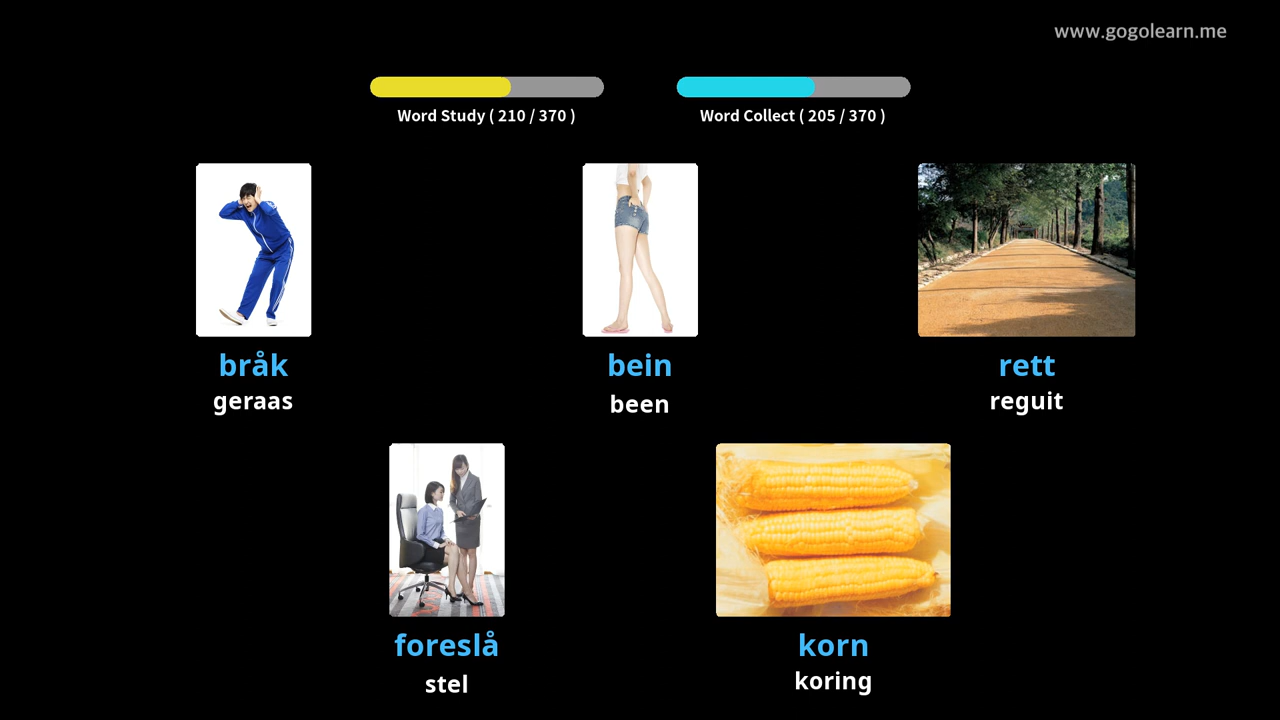 www.gogolearn.me
Word Study ( 210 / 370 )
Word Collect ( 205 / 370 )
bråk
geraas
bein
been
rett
reguit
foreslå
stel
korn
koring